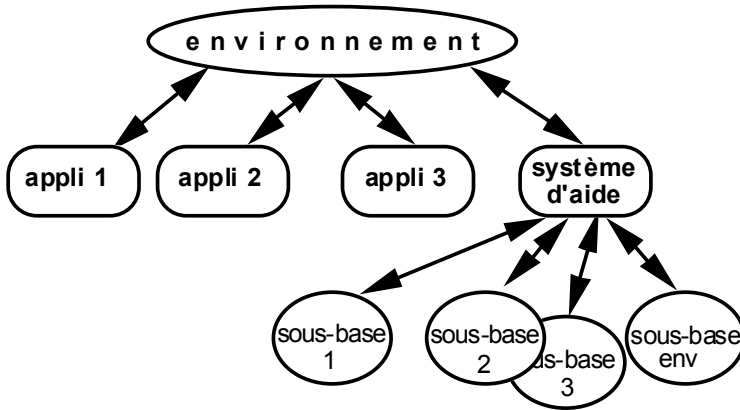 environnement
appli 1
appli 2
appli 3
système
d'aide
sous-base
1
sous-base
2
us-base
3
sous-base
env